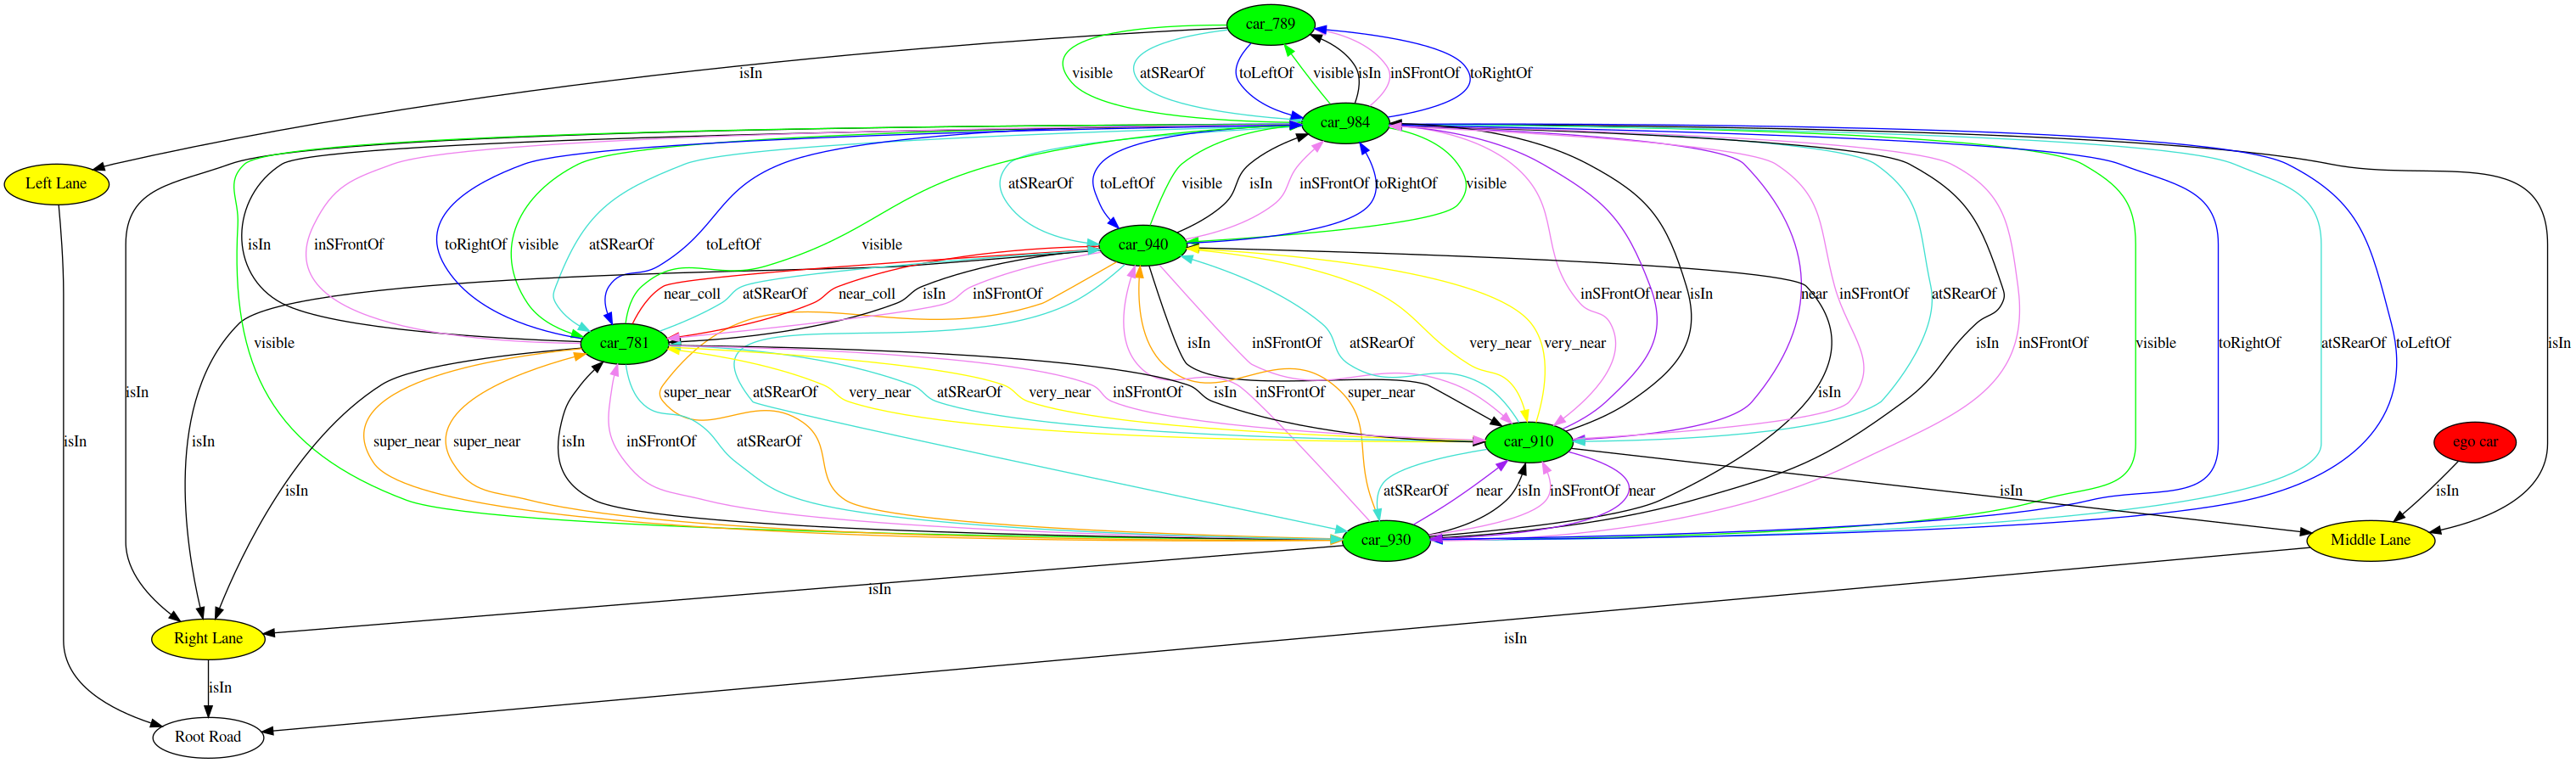 car_789
isIn visible atSRearOf toLeftOf visible isIn inSFrontOf toRightOf
car_984
Left Lane atSRearOf toLeftOf visible isIn inSFrontOf toRightOf visible
isIn inSFrontOf toRightOf visible atSRearOf toLeftOf visible car_940
near_coll atSRearOf near_coll isIn inSFrontOf inSFrontOf near isIn near inSFrontOf atSRearOf
visible car_781 isIn inSFrontOf atSRearOf very_near very_near isIn inSFrontOf visible toRightOf atSRearOf toLeftOf isIn
isIn super_near atSRearOf very_near atSRearOf very_near inSFrontOf isIn inSFrontOf super_near isIn
isIn isIn super_near super_near isIn inSFrontOf atSRearOf car_910 ego car
isIn atSRearOf near isIn inSFrontOf near isIn isIn
car_930 Middle Lane
isIn
Right Lane isIn
isIn
Root Road